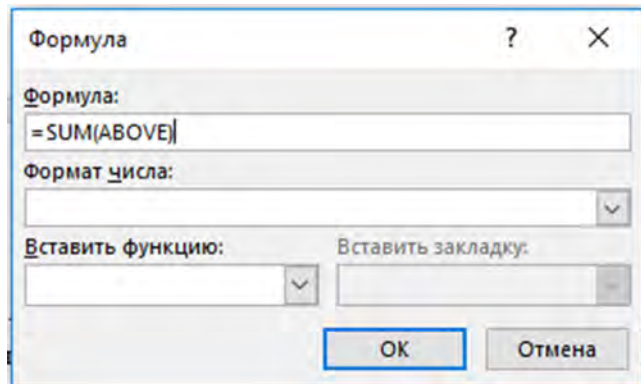 Формула ?
Формула:
=SUM(ABOVE)
Формат числа:
Вставить функцию: Вставить закладку:
ОК Отмена